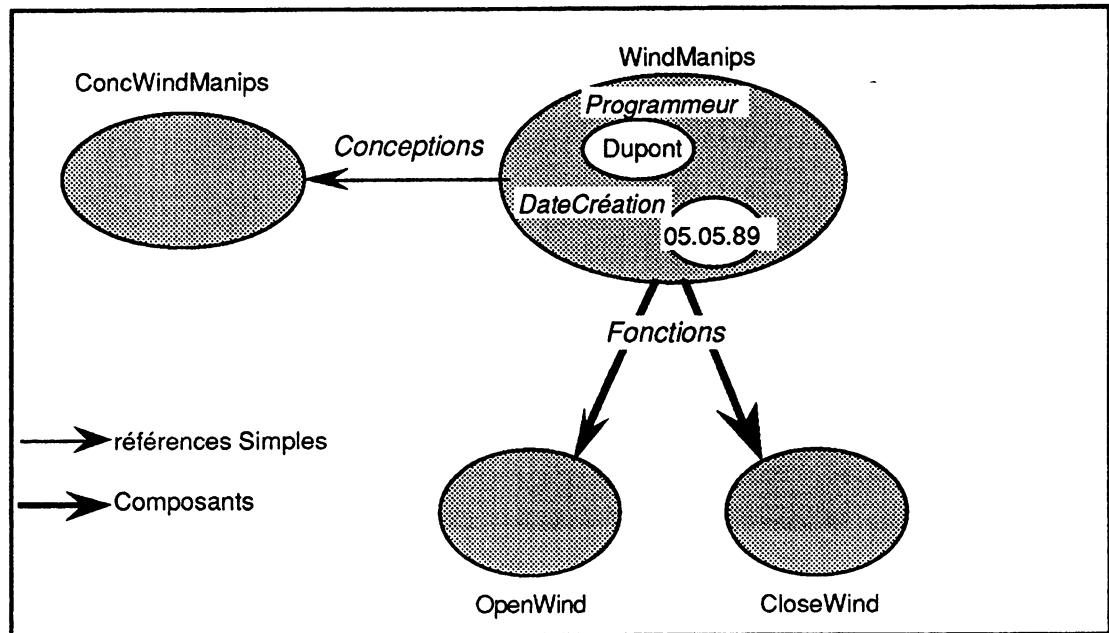 WindManips
ConcWindManips
Programmeur
Dupont
Conceptions
DateCréation
05.05.89
Fonctions
références Simples
Composants
OpenWind
CloseWind